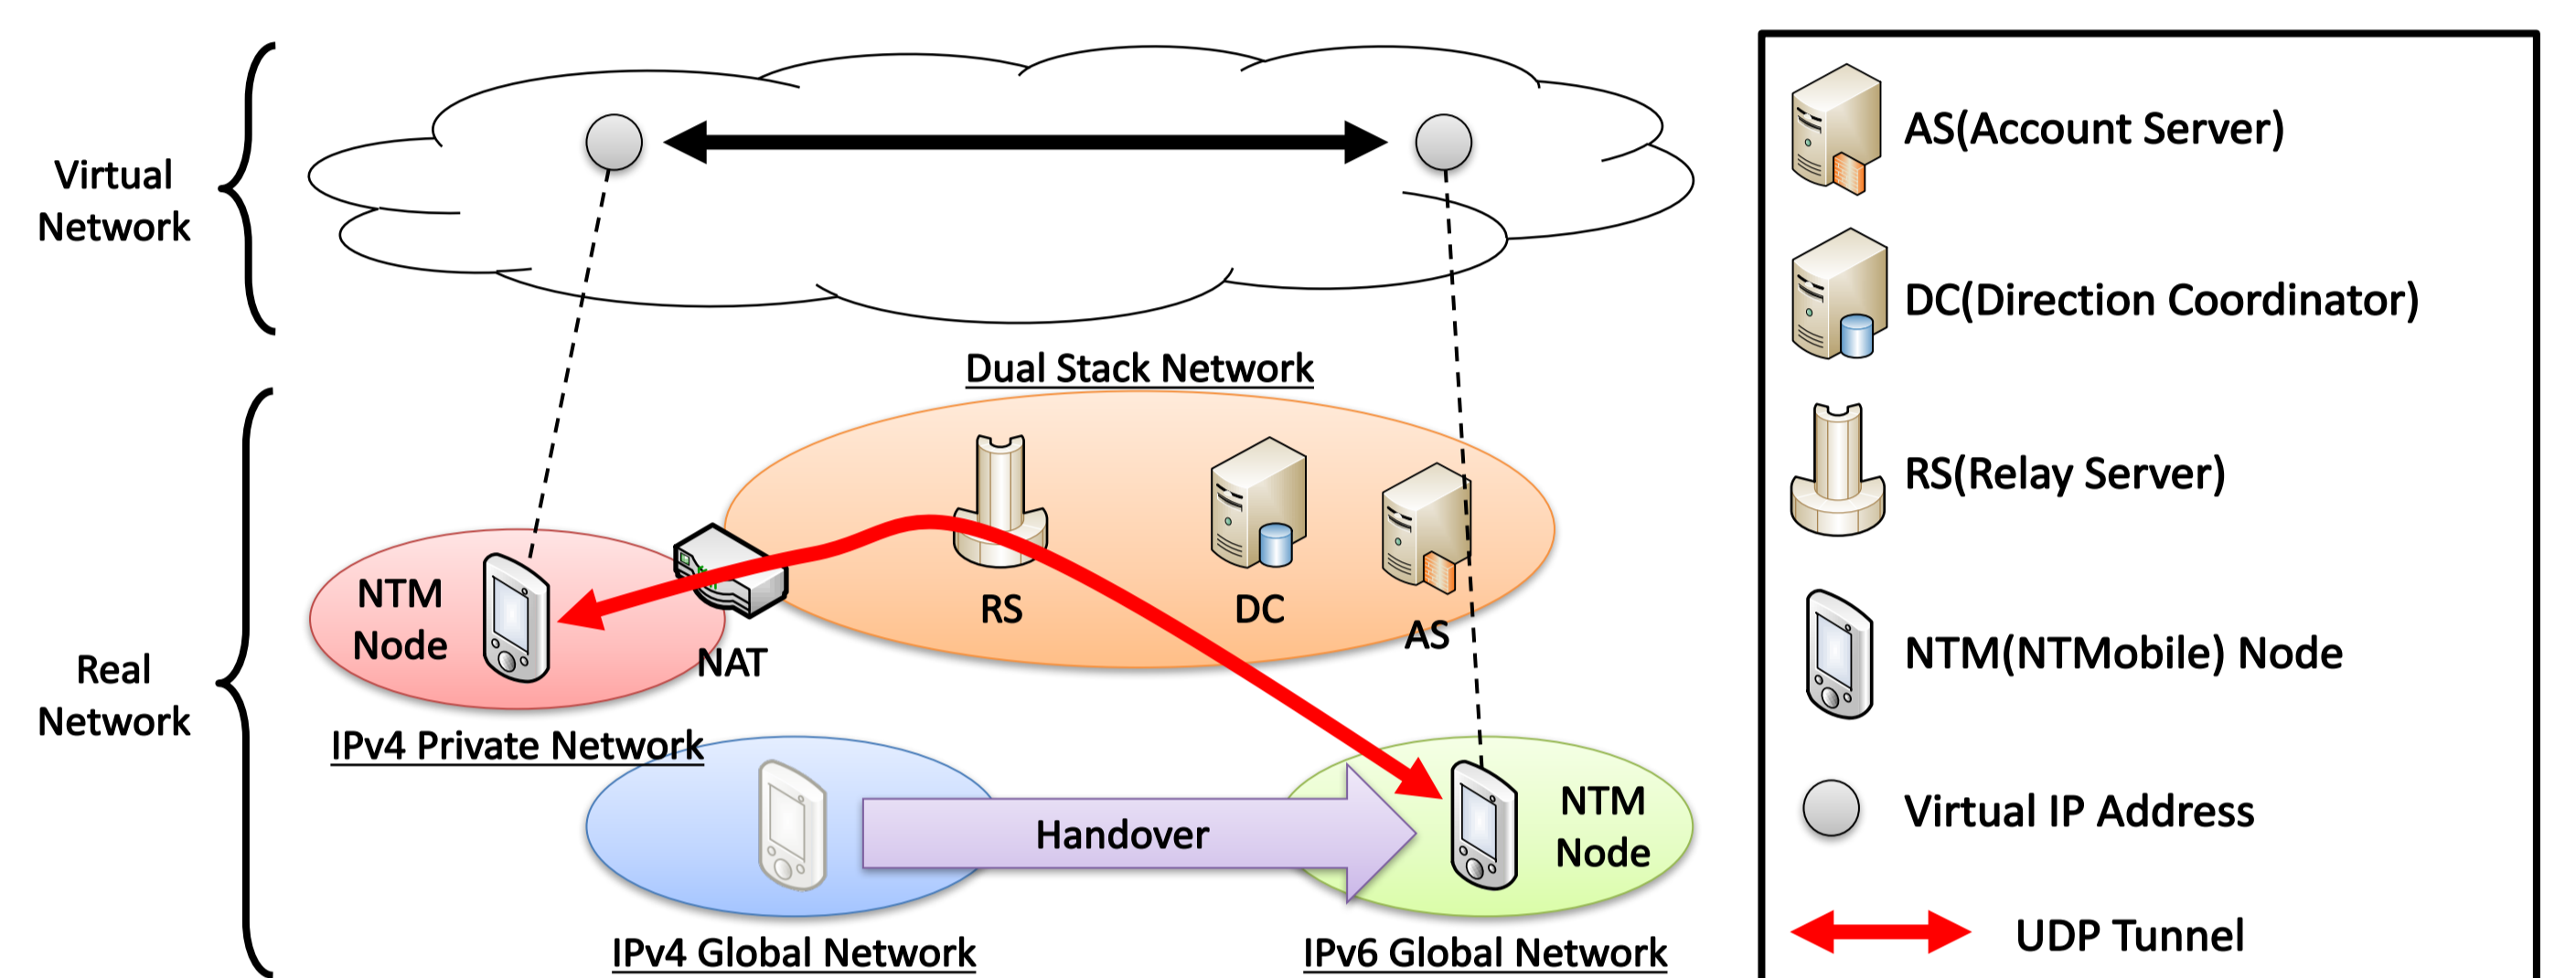 Virtual
Network
Dual Stack Network
RS
DC
AS
NTM
Node
NAT
IPv4 Private Network
Real
Network
Handover
NTM
Node
IPv4 Global Network
IPv6 Global Network
AS(Account Server)
DC(Direction Coordinator)
RS(Relay Server)
NTM(NTMobile) Node
Virtual IP Address
UDP Tunnel